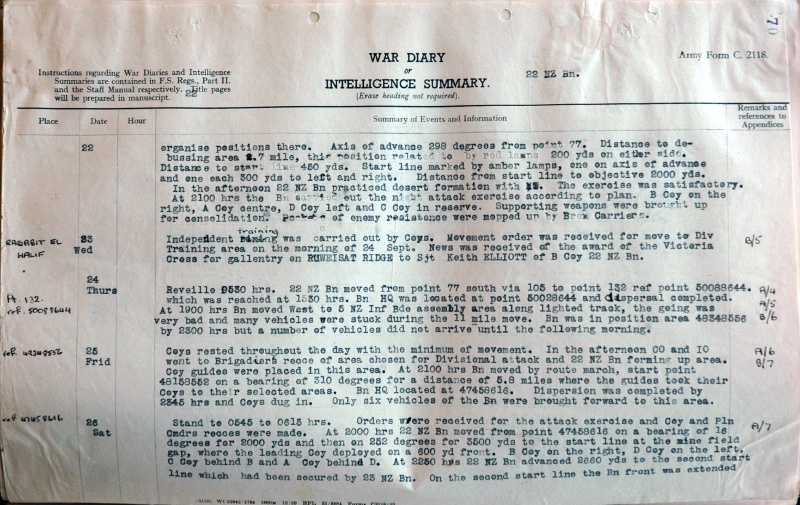 70
WAR DIARY
or
INTELLIGENCE SUMMARY.
(Erase heading not required).
Army Form C. 2118.
22 NZ Bn.
Instructions regarding War Diaries and Intelligence
Summaries are contained in F.S. Regs., Part II.
and the Staff Manual respectively. Title pages
will be prepared in manuscript. 22
Place Date Hour Summary of Events and Information Remarks and references to Appendices
22 organise positions there. Axis of advance 298 degrees from point 77. Distance to de-
bussing area 2.7 mile, this position related to by red lamps 200 yds on either side.
Distance to start line 450 yds. Start line marked by amber lamps, one on axis of advance
and one each 300 yds to left and right. Distance from start line to objective 2000 yds.
In the afternoon 22 NZ Bn practiced desert formation with The exercise was satisfactory.
At 2100 hrs the Bn carried out the night attack exercise according to plan. B Coy on the
right, A Coy centre, D Coy left and C Coy in reserve. Supporting weapons were brought up
for consolidation. Pockets of enemy resistence were mopped up by Bren Carriers.
RAGABIT EL HALIF 23 Wed Independent training was carried out by Coys. Movement order was received for move to Div B/5
Training area on the morning of 24 Sept. News was received of the award of the Victoria
Cross for gallentry on RUWEISAT RIDGE to Sjt Keith ELLIOTT of B Coy 22 NZ Bn.
24
Thurs Reveille 0530 hrs. 22 NZ Bn moved from point 77 south via 105 to point 132 ref point 50088644. A/4
Pt. 132. which was reached at 1530 hrs. Bn HQ was located at point 50028644 and dispersal completed. A/5
ref. 50088644 At 1900 hrs Bn moved West to 5 NZ Inf Bde assembly area along lighted track, the going was
very bad and many vehicles were stuck during the 11 mile move. Bn was in position area 48348556 B/6
by 2300 hrs but a number of vehicles did not arrive until the following morning.
ref 48348556 25 Coys rested throughout the day with the minimum of movement. In the afternoon CO and IO A/6
Frid went to Brigadiers recce of area chosen for Divisional attack and 22 NZ Bn forming up area. B/7
Coy guides were placed in this area. At 2100 hrs Bn moved by route march, start point
48158552 on a bearing of 310 degrees for a distance of 5.8 miles where the guides took their
Coys to their selected areas. Bn HQ located at 47458616. Dispersion was completed by
2345 hrs and Coys dug in. Only six vehicles of the Bn were brought forward to this area.
ref 47458616 26 Stand to 0545 to 0615 hrs. Orders were received for the attack exercise and Coy and Pln A/7
Sat Cmdrs recces were made. At 2000 hrs 22 NZ Bn moved from point 47458616 on a bearing of 16
degrees for 2000 yds and then on 252 degrees for 3500 yds to the start line at the mine field
gap, where the leading Coy deployed on a 600 yd front. B Coy on the right, D Coy on the left,
C Coy behind B and A Coy behind D. At 2250 hrs 22 NZ Bn advanced 2660 yds to the second start
line which had been secured by 23 NZ Bn. On the second start line the Bn front was extended